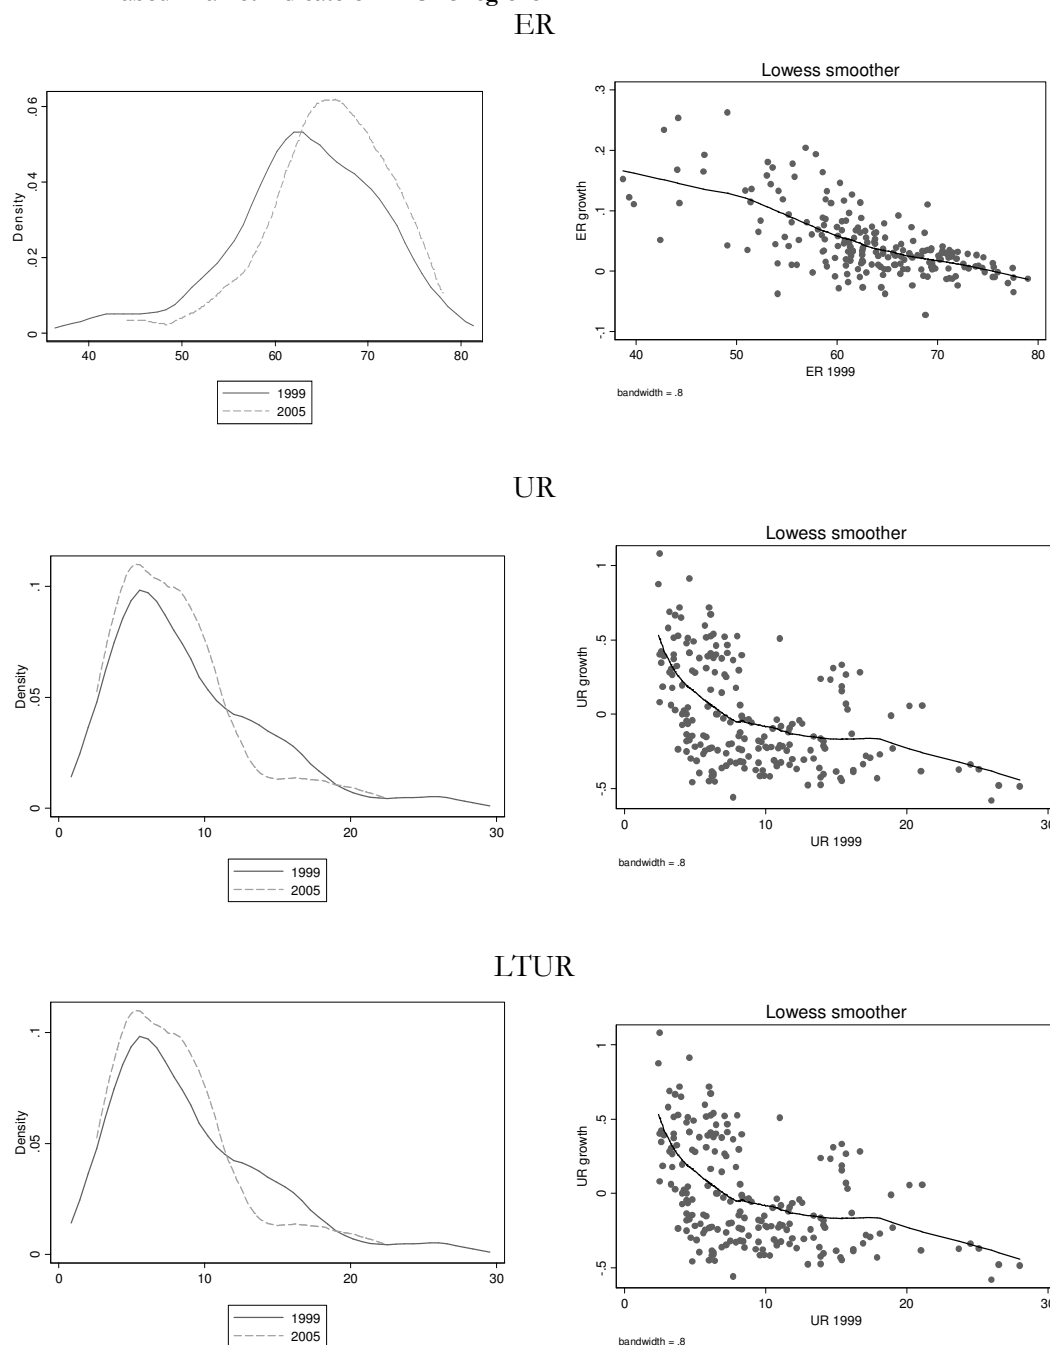 ER
Density
0 .02 .04 .06
40 50 60 70 80
1999
2005
Lowess smoother
ER growth
-.1 0 .1 .2 .3
40 50 60 70 80
ER 1999
bandwidth = .8
UR
Density
0 .05 .1
0 10 20 30
1999
2005
Lowess smoother
UR growth
-.5 0 .5 1
0 10 20 30
UR 1999
bandwidth = .8
LTUR
Density
0 .05 .1
0 10 20 30
1999
2005
Lowess smoother
UR growth
-.5 0 .5 1
0 10 20 30
UR 1999
bandwidth = .8